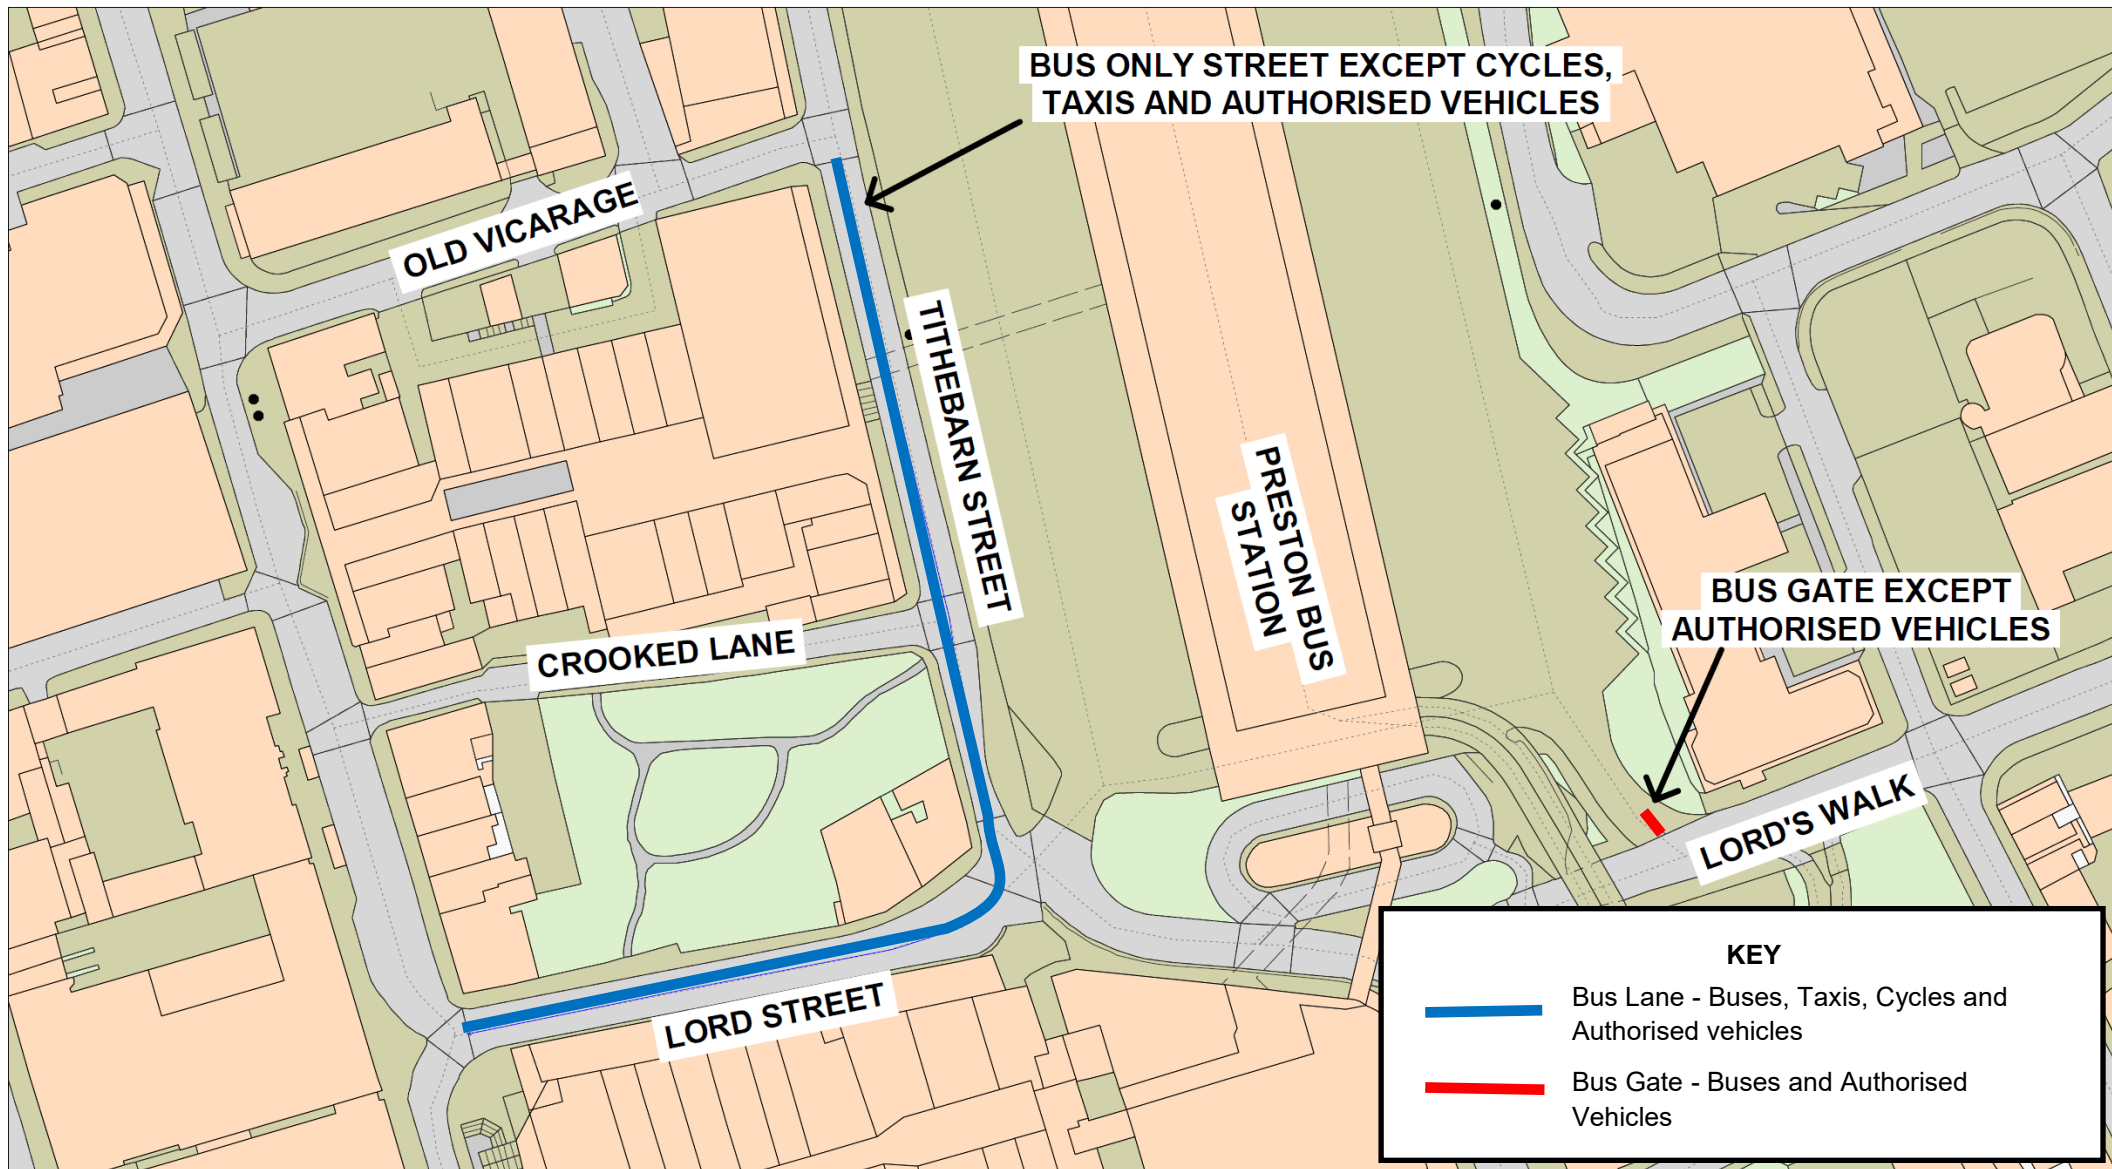 BUS ONLY STREET EXCEPT CYCLES,
TAXIS AND AUTHORISED VEHICLES
OLD VICARAGE
TITHEBARN STREET
PRESTON BUS
STATION
BUS GATE EXCEPT
AUTHORISED VEHICLES
CROOKED LANE
LORD'S WALK
LORD STREET
KEY
Bus Lane - Buses, Taxis, Cycles and
Authorised vehicles
Bus Gate - Buses and Authorised
Vehicles